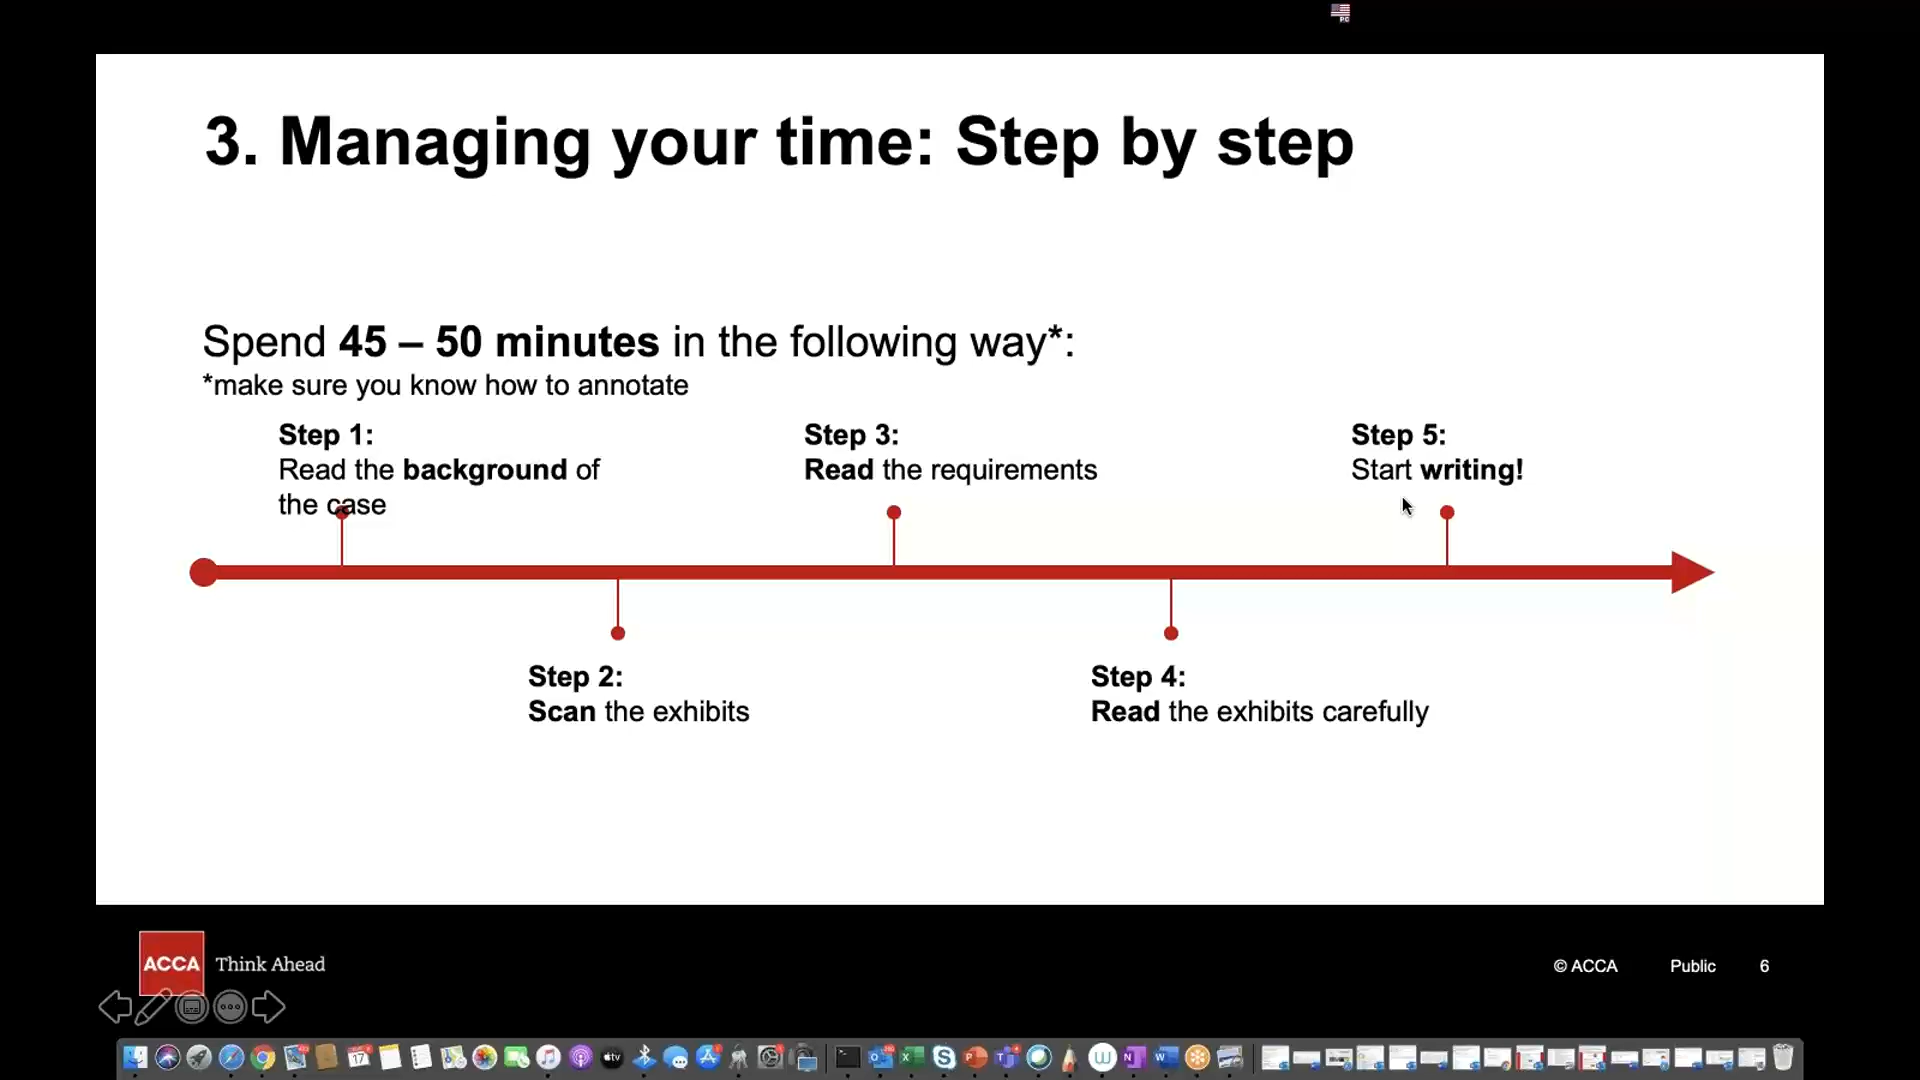 3. Managing your time: Step by step
Spend 45 – 50 minutes in the following way*:
*make sure you know how to annotate
Step 1:
Read the background of
the case
Step 2:
Scan the exhibits
Step 3:
Read the requirements
Step 4:
Read the exhibits carefully
Step 5:
Start writing!
ACCA Think Ahead
© ACCA Public 6